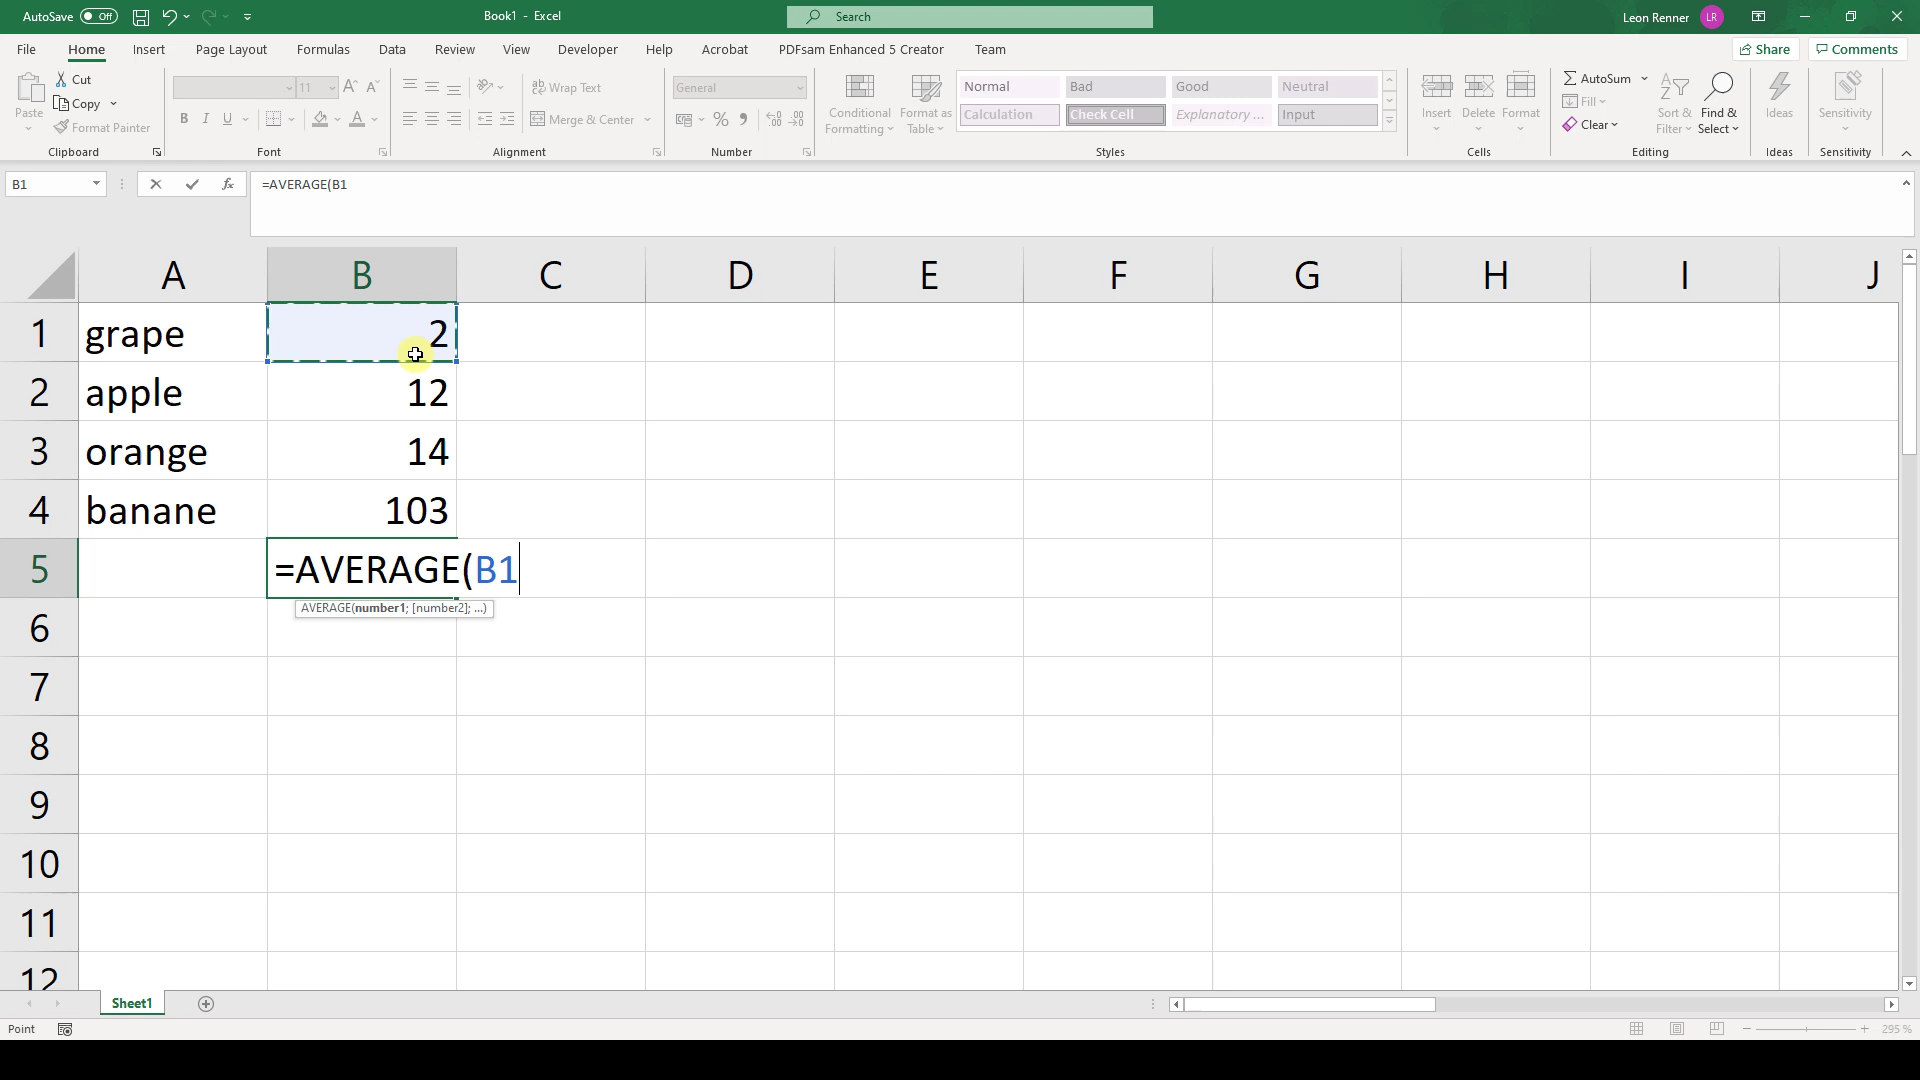 AutoSave Off
Book1 - Excel
Search
Leon Renner LR
File Home Insert Page Layout Formulas Data Review View Developer Help Acrobat PDFsam Enhanced 5 Creator Team
Share Comments
Paste
Cut
Copy
Format Painter
Clipboard
11
B I U
Font
Wrap Text
Merge & Center
Alignment
General
%
Number
Conditional
Formatting
Format as
Table
Normal Bad Good Neutral
Calculation Check Cell Explanatory ... Input
Styles
Insert Delete Format
Cells
AutoSum
Fill
Clear
Sort &
Filter
Find &
Select
Editing
Ideas
Ideas
Sensitivity
Sensitivity
B1
fx
=AVERAGE(B1
A B C D E F G H I J
1 grape 2
2 apple 12
3 orange 14
4 banane 103
5 =AVERAGE(B1
AVERAGE(number1; [number2]; ...)
6
7
8
9
10
11
12
Sheet1
Point
295 %